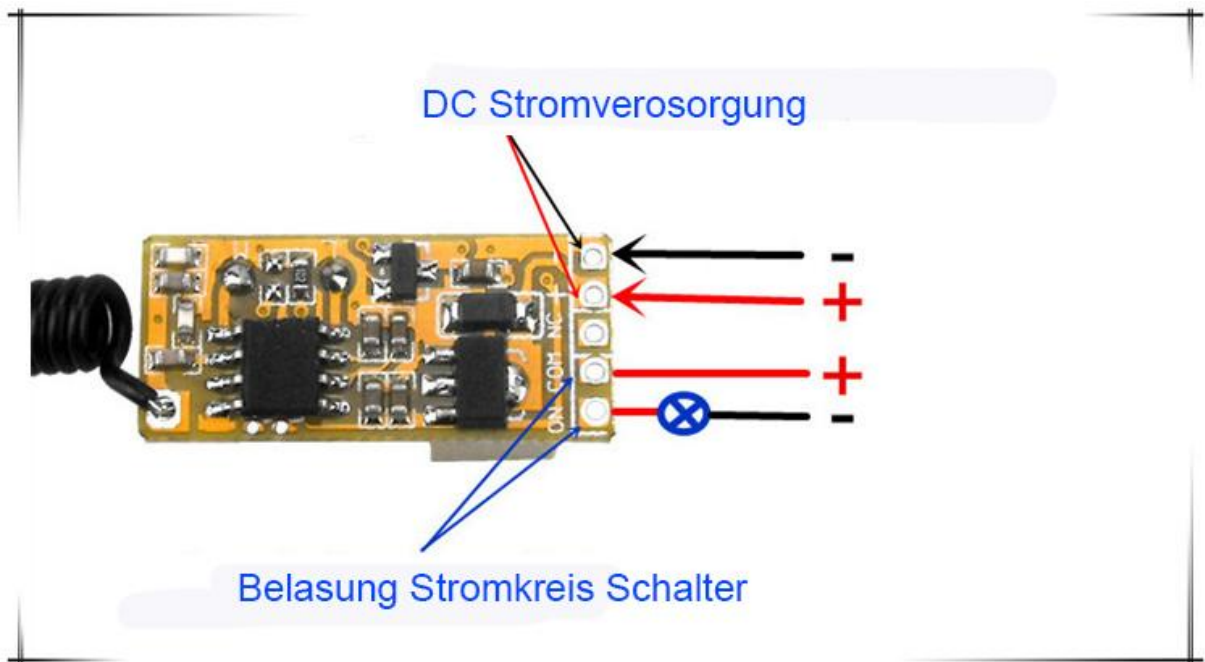 DC Stromverosorgung
-
+
+
-
ON COM NC
Belasung Stromkreis Schalter